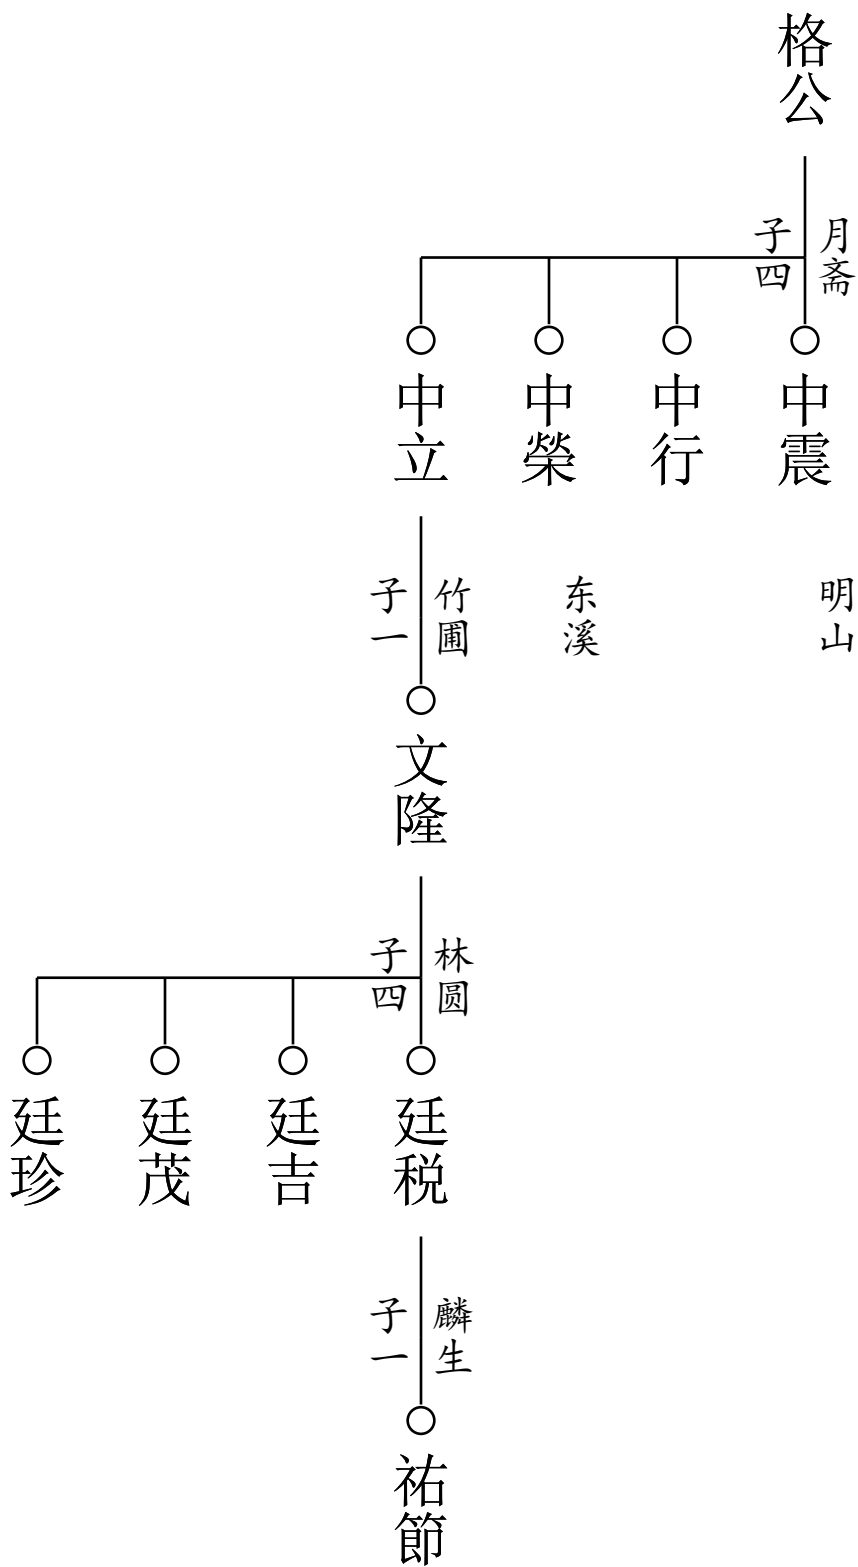 格公
月斋
子四
中震
中行
中榮
中立
明山
东溪
竹圃
子一
文隆
林圆
子四
廷税
廷吉
廷茂
廷珍
麟生
子一
祐節